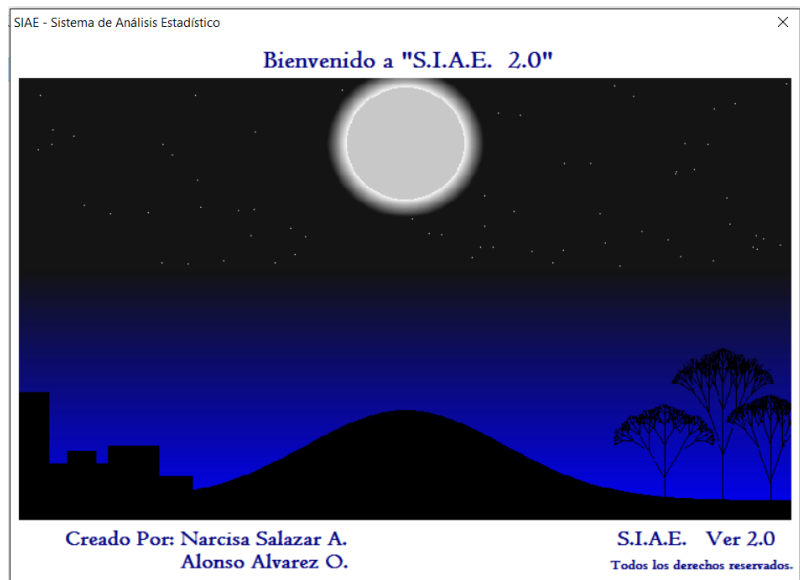 SIAE - Sistema de Análisis Estadístico
Bienvenido a "S.I.A.E. 2.0"
Creado Por: Narcisa Salazar A.
Alonso Alvarez O.
S.I.A.E. Ver 2.0
Todos los derechos reservados.